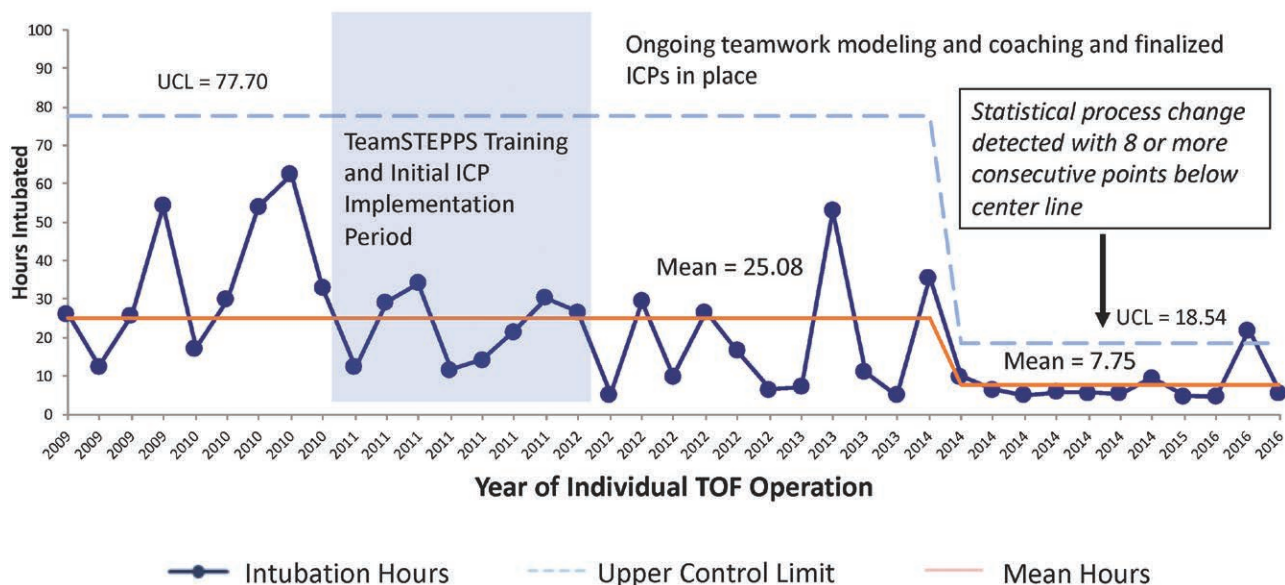 100
90
80
70
60
50
40
30
20
10
0
Hours Intubated
UCL = 77.70
TeamSTEPPS Training
and Initial ICP
Implementation
Period
Ongoing teamwork modeling and coaching and finalized
ICPs in place
Statistical process change
detected with 8 or more
consecutive points below
center line
Mean = 25.08
UCL = 18.54
Mean = 7.75
2009 2009 2009 2009 2010 2010 2010 2010 2010 2011 2011 2011 2011 2011 2011 2011 2012 2012 2012 2012 2012 2012 2012 2013 2013 2013 2013 2014 2014 2014 2014 2014 2014 2014 2014 2015 2016 2016 2016
Year of Individual TOF Operation
Intubation Hours Upper Control Limit Mean Hours